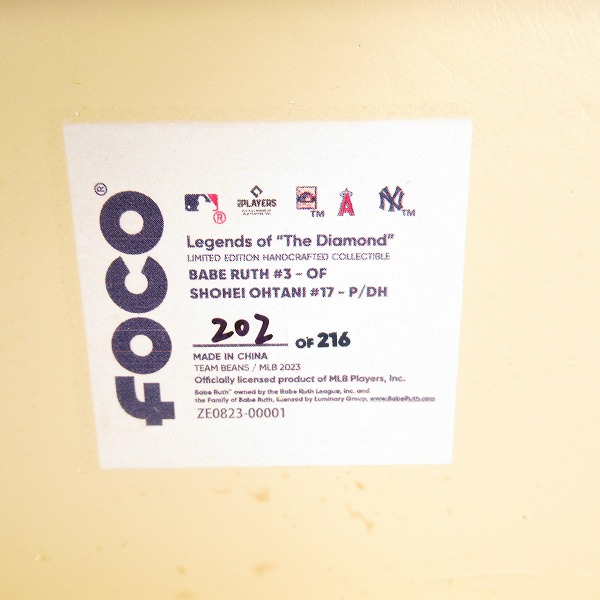 foco®
PLAYERS
® TM TM
Legends of "The Diamond"
LIMITED EDITION HANDCRAFTED COLLECTIBLE
BABE RUTH #3 - OF
SHOHEI OHTANI #17 - P/DH
202 OF 216
MADE IN CHINA
TEAM BEANS / MLB 2023
Officially licensed product of MLB Players, Inc.
Babe Ruth™ owned by the Babe Ruth League, Inc. and
the Family of Babe Ruth, licensed by Luminary Group, www.BabeRuth.com
ZE0823-00001